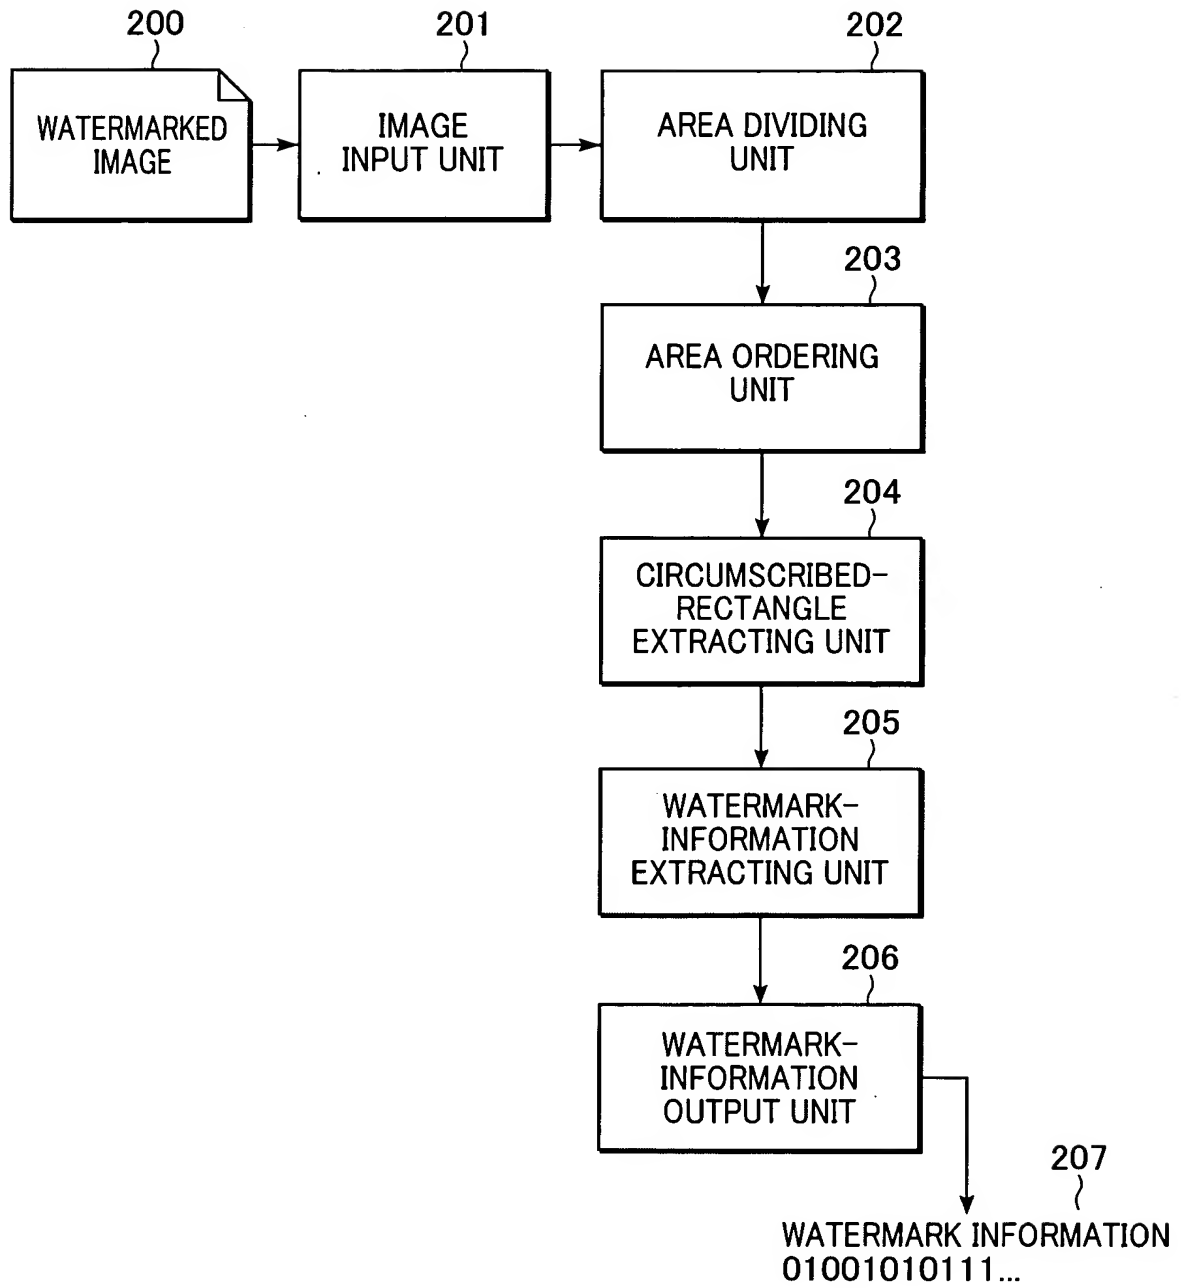 200
201
202
WATERMARKED
IMAGE
IMAGE
INPUT UNIT
AREA DIVIDING
UNIT
203
AREA ORDERING
UNIT
204
CIRCUMSCRIBED-
RECTANGLE
EXTRACTING UNIT
205
WATERMARK-
INFORMATION
EXTRACTING UNIT
206
WATERMARK-
INFORMATION
OUTPUT UNIT
207
WATERMARK INFORMATION
01001010111...